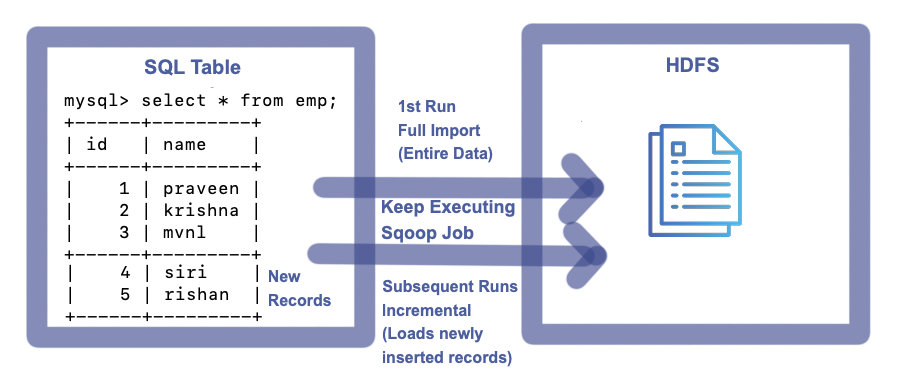 SQL Table
mysql> select * from emp;
+------+---------+
| id   | name    |
+------+---------+
|    1 | praveen |
|    2 | krishna |
|    3 | mvnl    |
+------+---------+
|    4 | siri    |
|    5 | rishan  |
+------+---------+
New
Records
1st Run
Full Import
(Entire Data)
Keep Executing
Sqoop Job
Subsequent Runs
Incremental
(Loads newly
inserted records)
HDFS